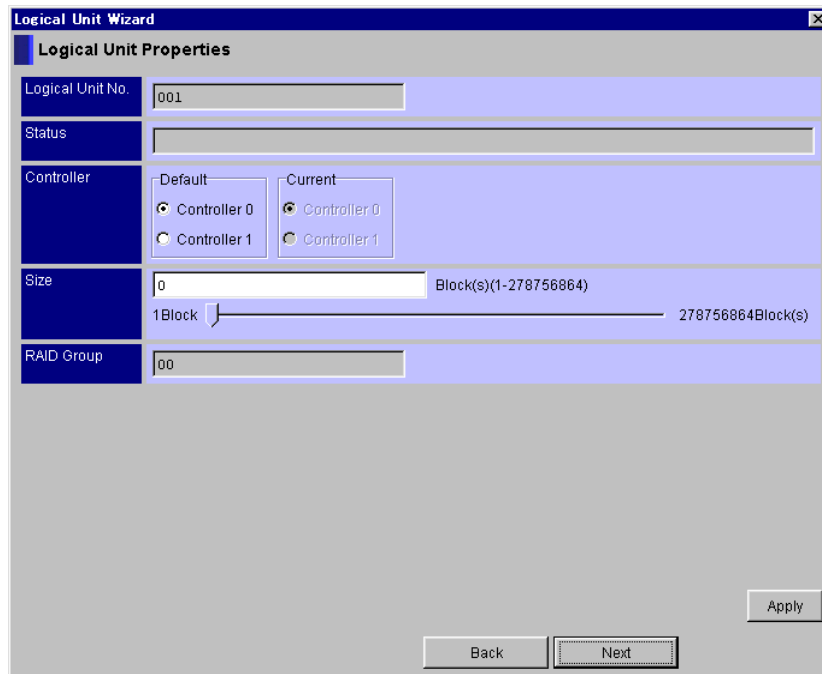 Logical Unit Wizard
Logical Unit Properties
Logical Unit No.
001
Status
Controller
Default
Current
Controller 0
Controller 0
Controller 1
Controller 1
Size
0
Block(s)(1-278756864)
1Block
278756864Block(s)
RAID Group
00
Apply
Back
Next